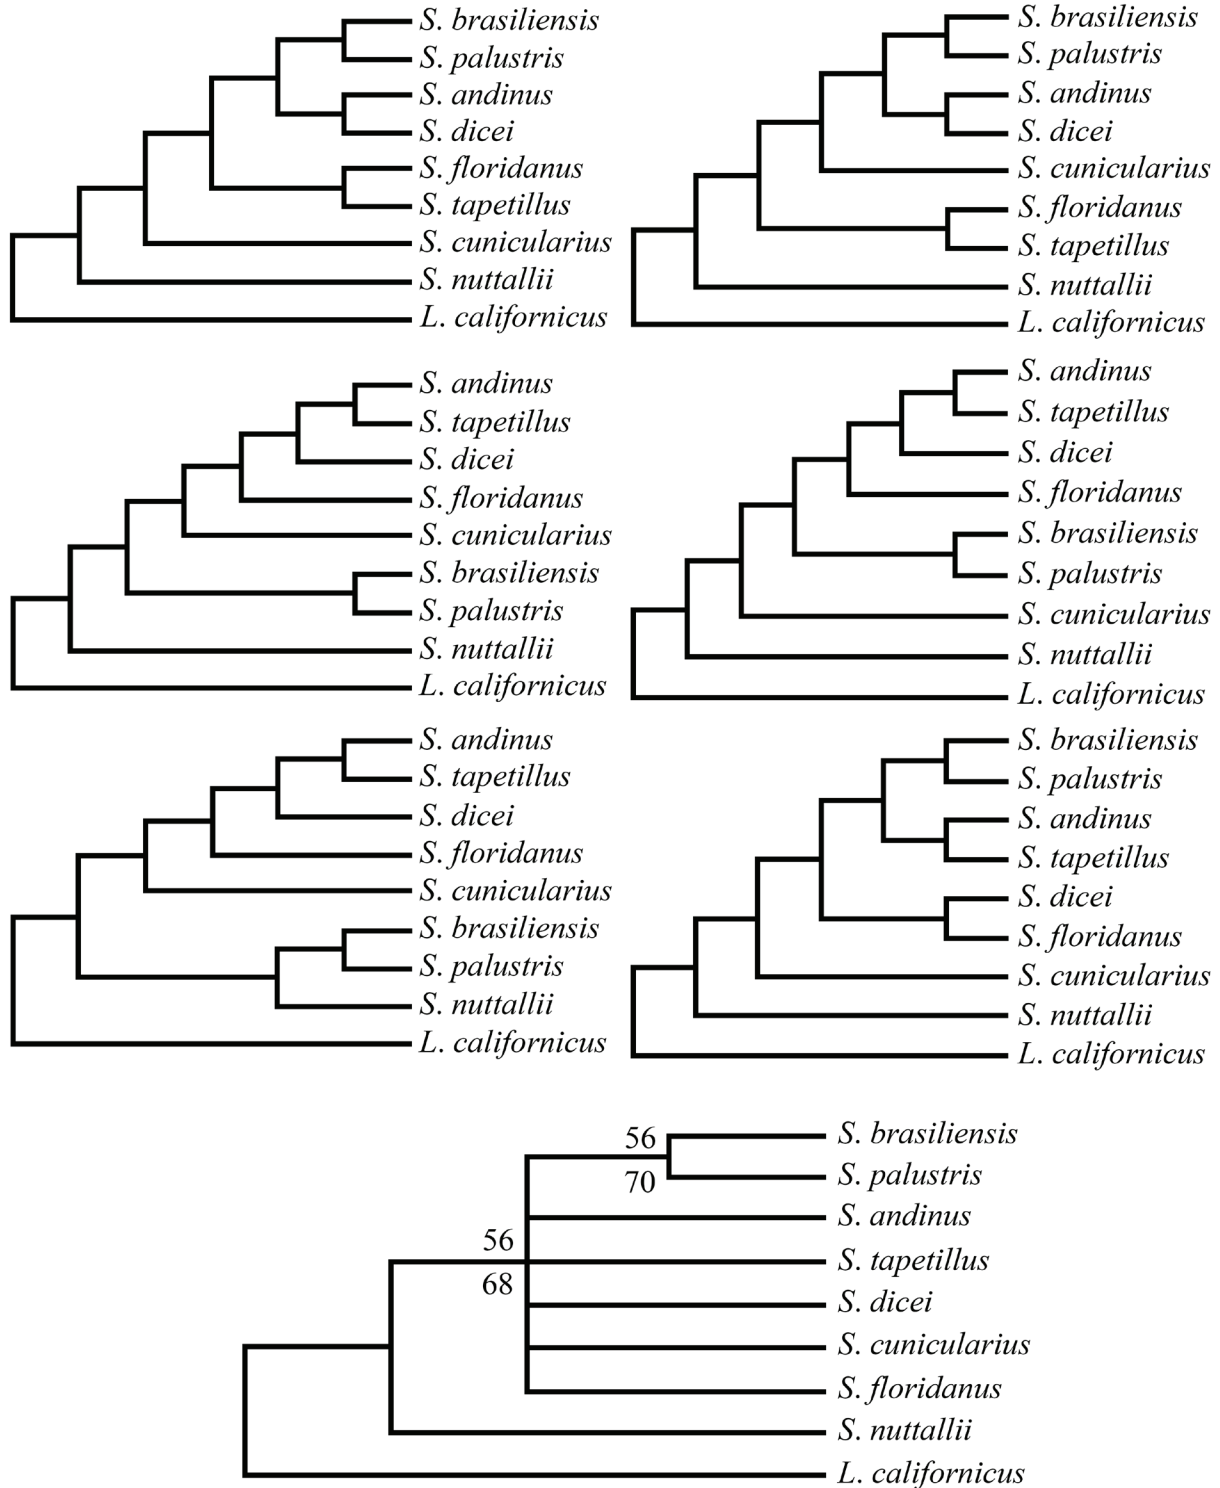 S. brasiliensis
S. palustris
S. andinus
S. dicei
S. floridanus
S. tapetillus
S. cunicularius
S. nuttallii
L. californicus
S. brasiliensis
S. palustris
S. andinus
S. dicei
S. cunicularius
S. floridanus
S. tapetillus
S. nuttallii
L. californicus
S. andinus
S. tapetillus
S. dicei
S. floridanus
S. cunicularius
S. brasiliensis
S. palustris
S. nuttallii
L. californicus
S. andinus
S. tapetillus
S. dicei
S. floridanus
S. brasiliensis
S. palustris
S. cunicularius
S. nuttallii
L. californicus
S. andinus
S. tapetillus
S. dicei
S. floridanus
S. cunicularius
S. brasiliensis
S. palustris
S. nuttallii
L. californicus
S. brasiliensis
S. palustris
S. andinus
S. tapetillus
S. dicei
S. floridanus
S. cunicularius
S. nuttallii
L. californicus
56
70
56
68
S. brasiliensis
S. palustris
S. andinus
S. tapetillus
S. dicei
S. cunicularius
S. floridanus
S. nuttallii
L. californicus